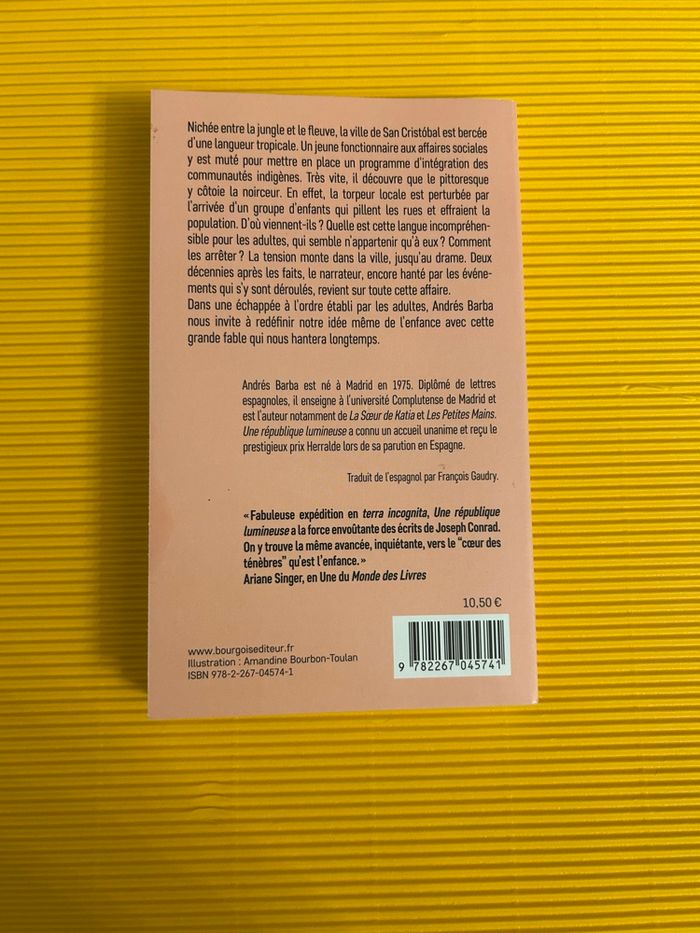 Nichée entre la jungle et le fleuve, la ville de San Cristóbal est bercée
d'une langueur tropicale. Un jeune fonctionnaire aux affaires sociales
y est muté pour mettre en place un programme d'intégration des
communautés indigènes. Très vite, il découvre que le pittoresque
y côtoie la noirceur. En effet, la torpeur locale est perturbée par
l'arrivée d'un groupe d'enfants qui pillent les rues et effraient la
population. D'où viennent-ils ? Quelle est cette langue incompréhen-
sible pour les adultes, qui semble n'appartenir qu'à eux ? Comment
les arrêter ? La tension monte dans la ville, jusqu'au drame. Deux
décennies après les faits, le narrateur, encore hanté par les événe-
ments qui s'y sont déroulés, revient sur toute cette affaire.
Dans une échappée à l'ordre établi par les adultes, Andrés Barba
nous invite à redéfinir notre idée même de l'enfance avec cette
grande fable qui nous hantera longtemps.
Andrés Barba est né à Madrid en 1975. Diplômé de lettres
espagnoles, il enseigne à l'université Complutense de Madrid et
est l'auteur notamment de La Sœur de Katia et Les Petites Mains.
Une république lumineuse a connu un accueil unanime et reçu le
prestigieux prix Herralde lors de sa parution en Espagne.
Traduit de l'espagnol par François Gaudry.
« Fabuleuse expédition en terra incognita, Une république
lumineuse a la force envoûtante des écrits de Joseph Conrad.
On y trouve la même avancée, inquiétante, vers le "cœur des
ténèbres" qu'est l'enfance. »
Ariane Singer, en Une du Monde des Livres
10,50 €
www.bourgoisediteur.fr
Illustration : Amandine Bourbon-Toulan
ISBN 978-2-267-04574-1
9 782267 045741